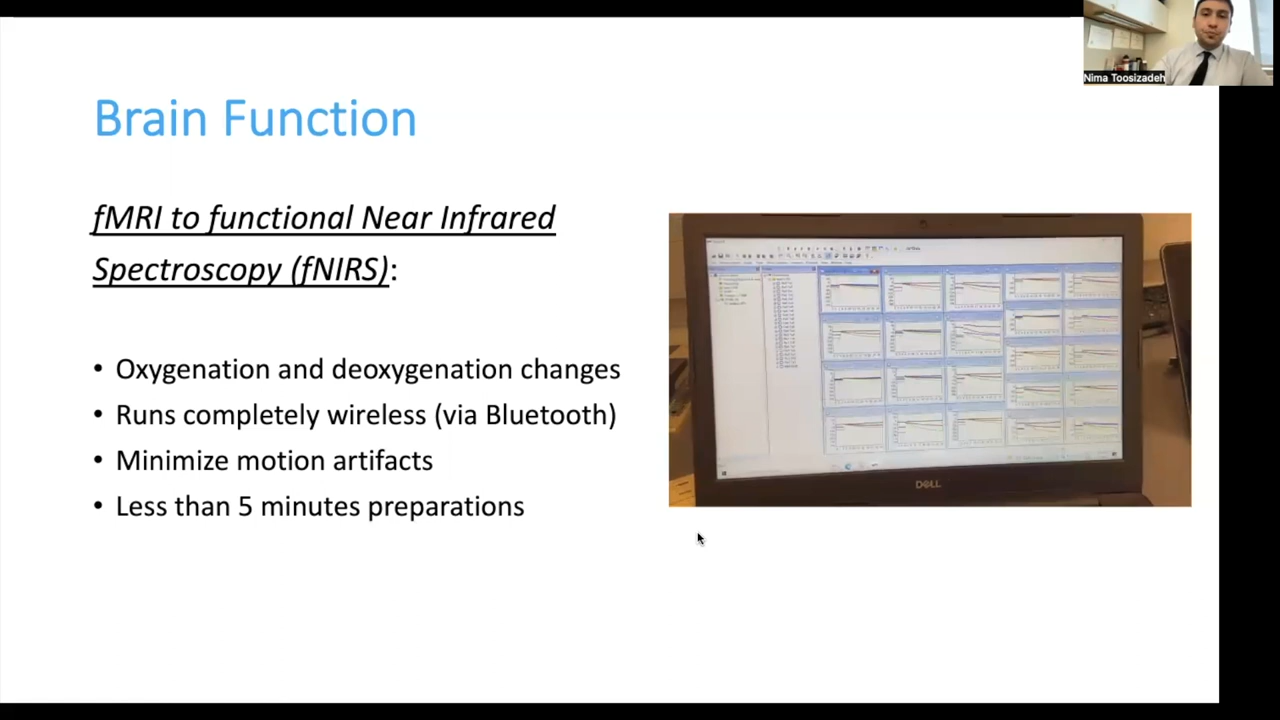 Nima Toosizadeh
Brain Function
fMRI to functional Near Infrared
Spectroscopy (fNIRS):
• Oxygenation and deoxygenation changes
• Runs completely wireless (via Bluetooth)
• Minimize motion artifacts
• Less than 5 minutes preparations
DELL